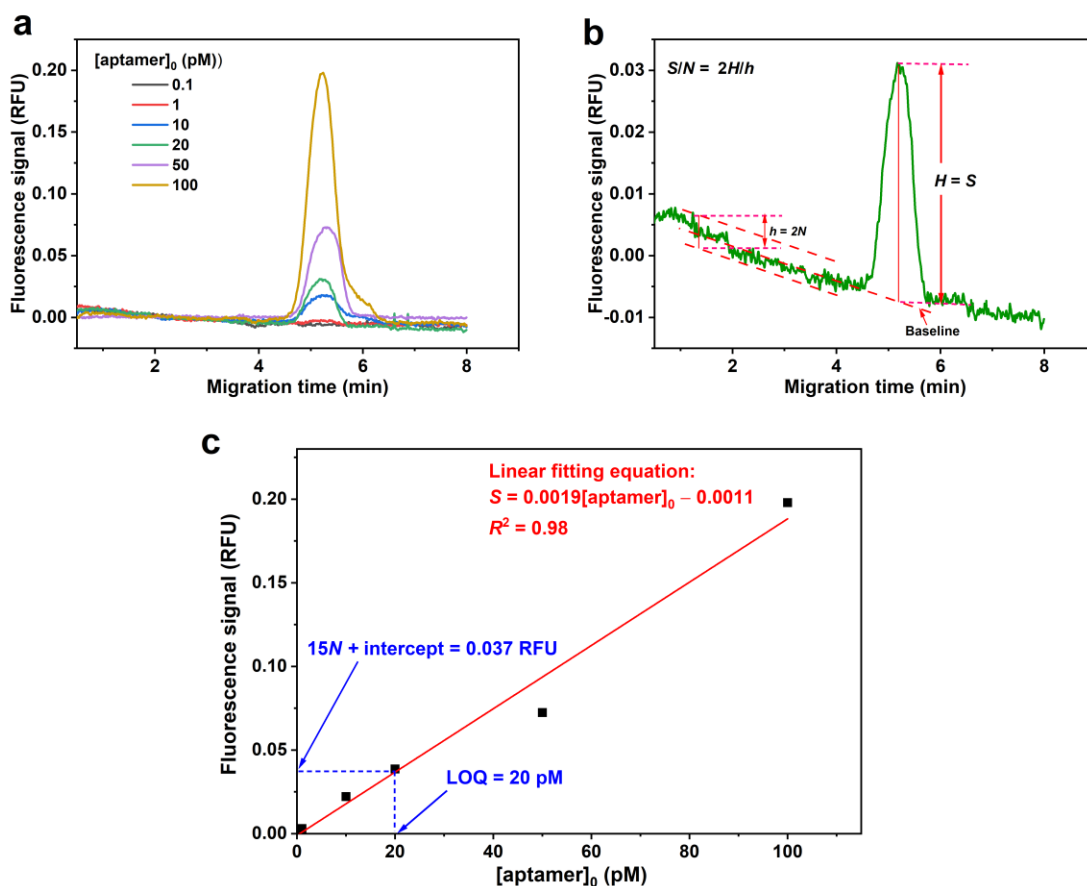 a
[aptamer]₀ (pM))
0.1
1
10
20
50
100
0.20
0.15
0.10
0.05
0.00
Fluorescence signal (RFU)
2 4 6 8
Migration time (min)
b
S/N = 2H/h
H = S
h = 2N
Baseline
0.03
0.02
0.01
0.00
-0.01
Fluorescence signal (RFU)
2 4 6 8
Migration time (min)
c
Linear fitting equation:
S = 0.0019[aptamer]₀ – 0.0011
R² = 0.98
15N + intercept = 0.037 RFU
LOQ = 20 pM
0.20
0.15
0.10
0.05
0.00
Fluorescence signal (RFU)
0 20 40 60 80 100
[aptamer]₀ (pM)